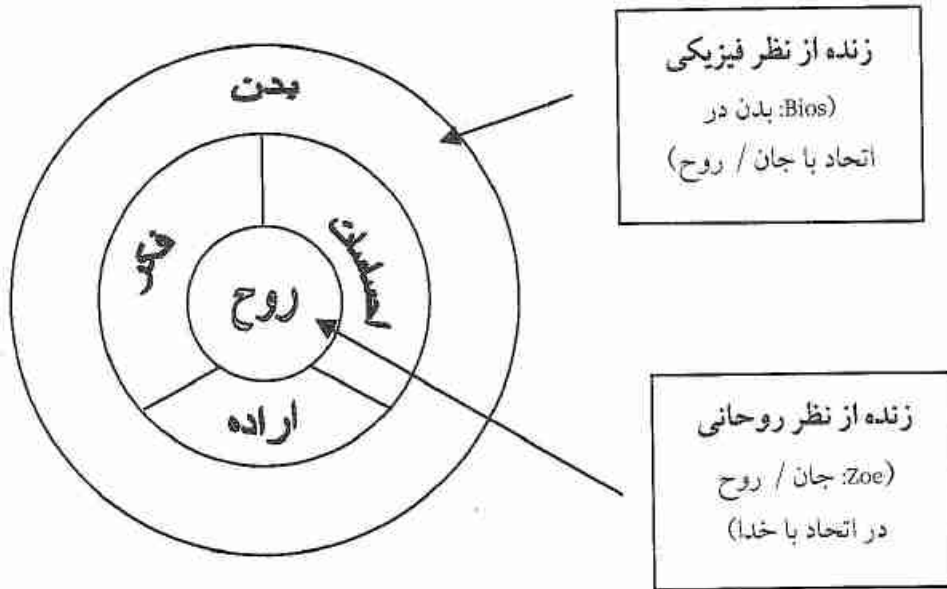 بدن
فکر
احساسات
روح
اراده
زنده از نظر فیزیکی
(Bios: بدن در
اتحاد با جان / روح)
زنده از نظر روحانی
(Zoe: جان / روح
در اتحاد با خدا)